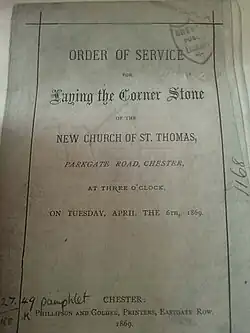 ORDER OF SERVICE
FOR
Laying the Corner Stone
OF THE
NEW CHURCH OF ST. THOMAS,
PARKGATE ROAD, CHESTER,
AT THREE O'CLOCK,
ON TUESDAY, APRIL THE 6TH, 1869.
1168
27.49 pamphlet
CHESTER:
PHILLIPSON AND GOLDER, PRINTERS, EASTGATE ROW.
1869.